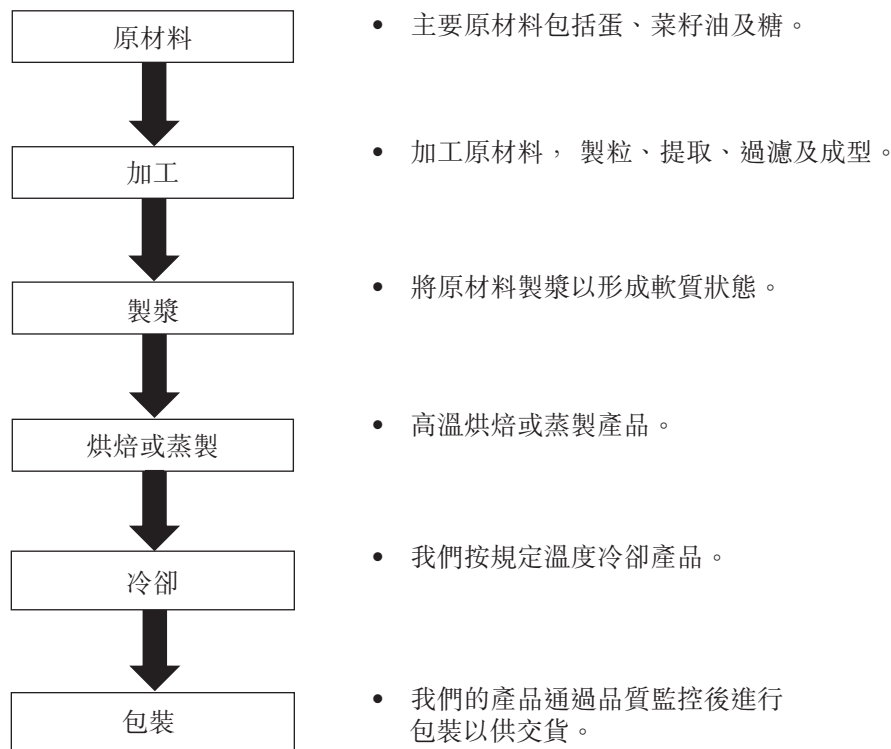 原材料
• 主要原材料包括蛋、菜籽油及糖。
加工
• 加工原材料， 製粒、提取、過濾及成型。
製漿
• 將原材料製漿以形成軟質狀態。
烘焙或蒸製
• 高溫烘焙或蒸製產品。
冷卻
• 我們按規定溫度冷卻產品。
包裝
• 我們的產品通過品質監控後進行
包裝以供交貨。